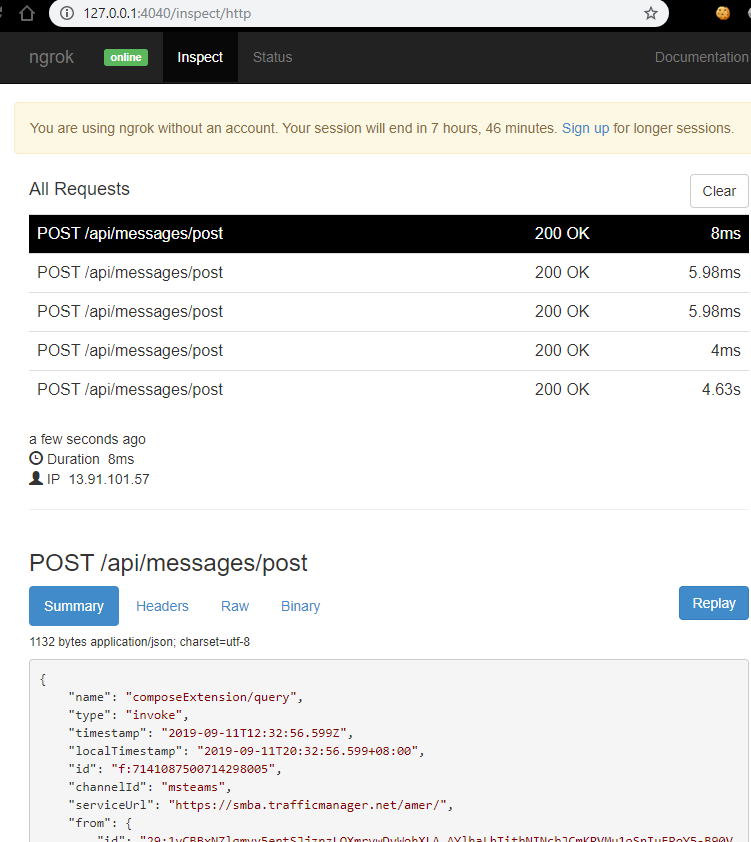 127.0.0.1:4040/inspect/http
ngrok online Inspect Status Documentation
You are using ngrok without an account. Your session will end in 7 hours, 46 minutes. Sign up for longer sessions.
All Requests Clear
POST /api/messages/post 200 OK 8ms
POST /api/messages/post 200 OK 5.98ms
POST /api/messages/post 200 OK 5.98ms
POST /api/messages/post 200 OK 4ms
POST /api/messages/post 200 OK 4.63s
a few seconds ago
Duration 8ms
IP 13.91.101.57
POST /api/messages/post
Summary Headers Raw Binary Replay
1132 bytes application/json; charset=utf-8
{
"name": "composeExtension/query",
"type": "invoke",
"timestamp": "2019-09-11T12:32:56.599Z",
"localTimestamp": "2019-09-11T20:32:56.599+08:00",
"id": "f:7141087500714298005",
"channelId": "msteams",
"serviceUrl": "https://smba.trafficmanager.net/amer/",
"from": {
"id":